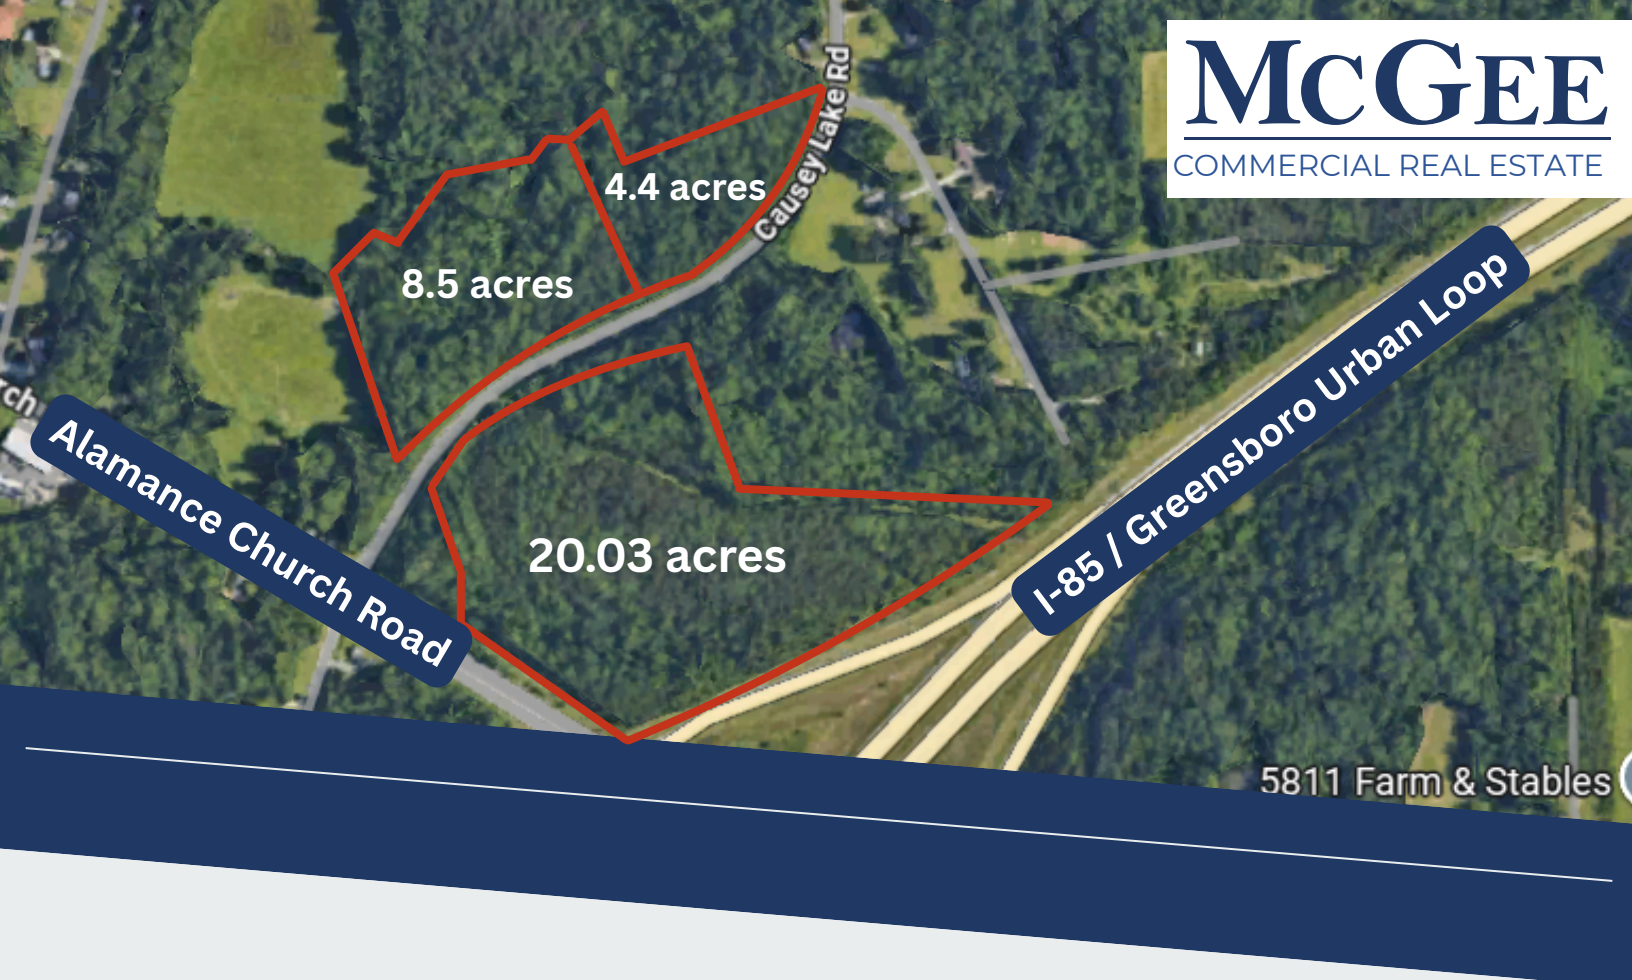 McGEE
COMMERCIAL REAL ESTATE
Causey Lake Rd
4.4 acres
8.5 acres
I-85 / Greensboro Urban Loop
rch
Alamance Church Road
20.03 acres
5811 Farm & Stables